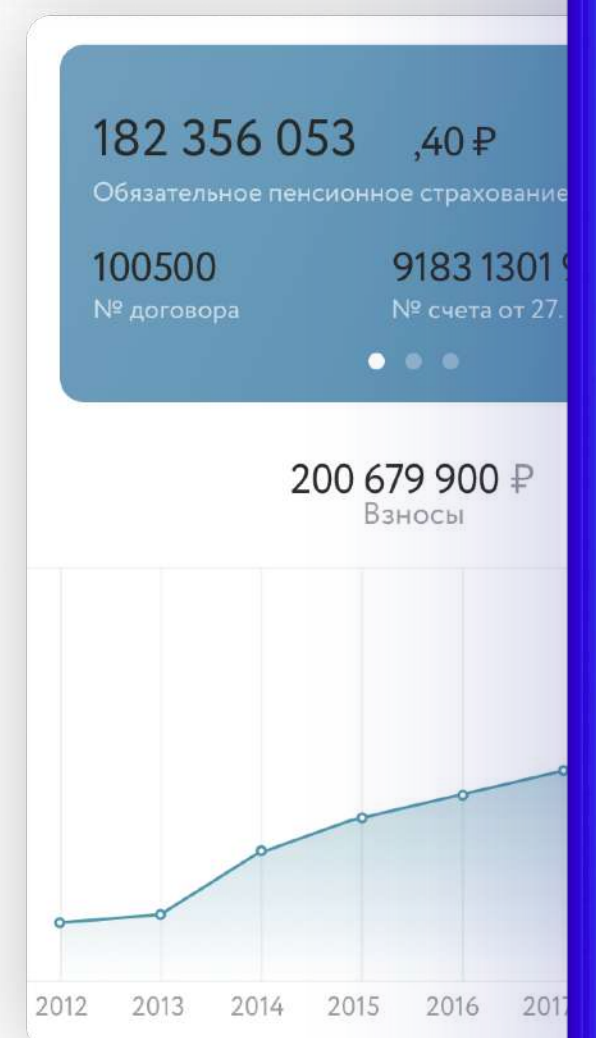 182 356 053 ,40 ₽
Обязательное пенсионное страхование
100500 9183 1301
№ договора № счета от 27.
200 679 900 ₽
Взносы
2012 2013 2014 2015 2016 2017